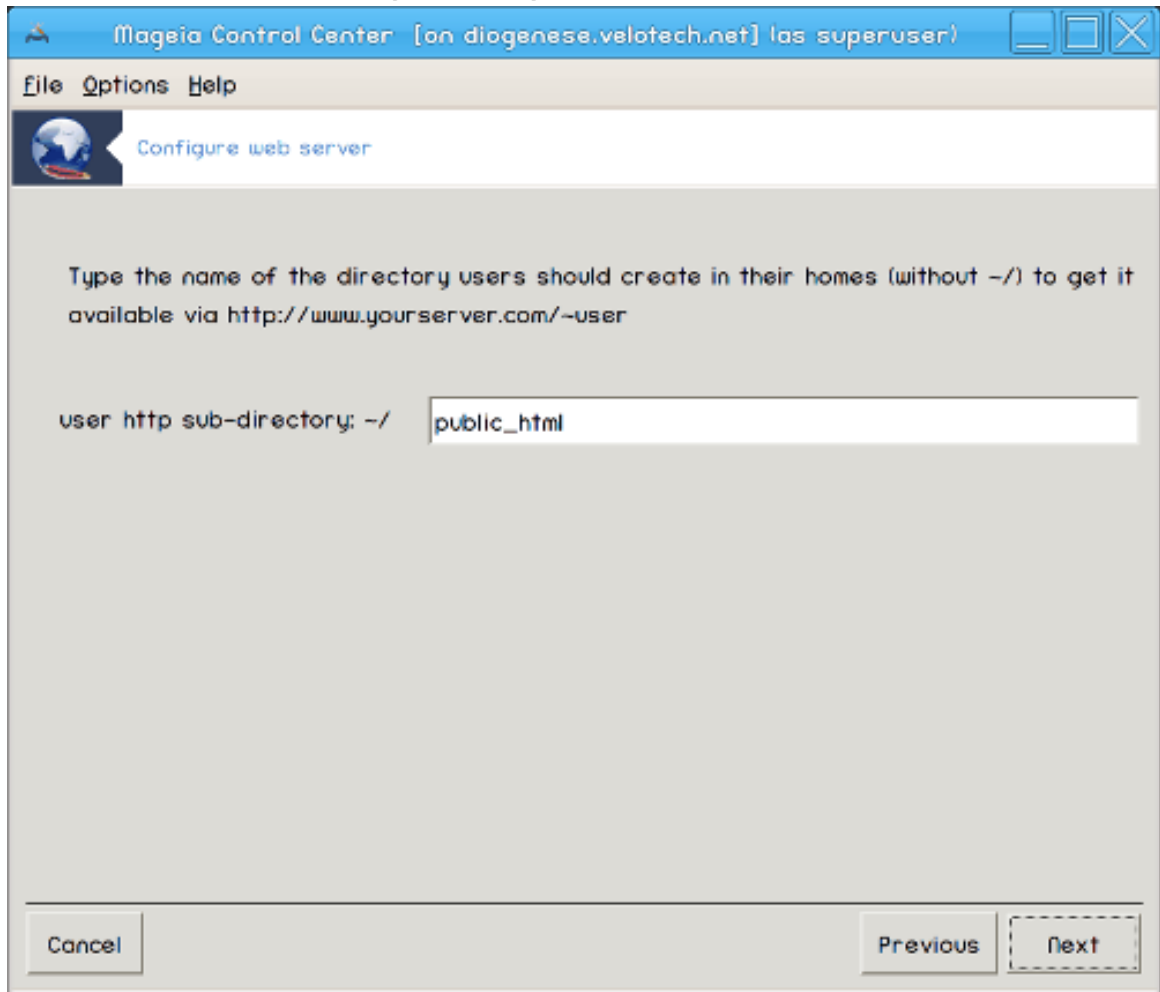 Mageia Control Center [on diogenese.velotech.net] (as superuser)
File Options Help
Configure web server
Type the name of the directory users should create in their homes (without ~/) to get it
available via http://www.yourserver.com/~user
user http sub-directory: ~/ public_html
Cancel Previous Next